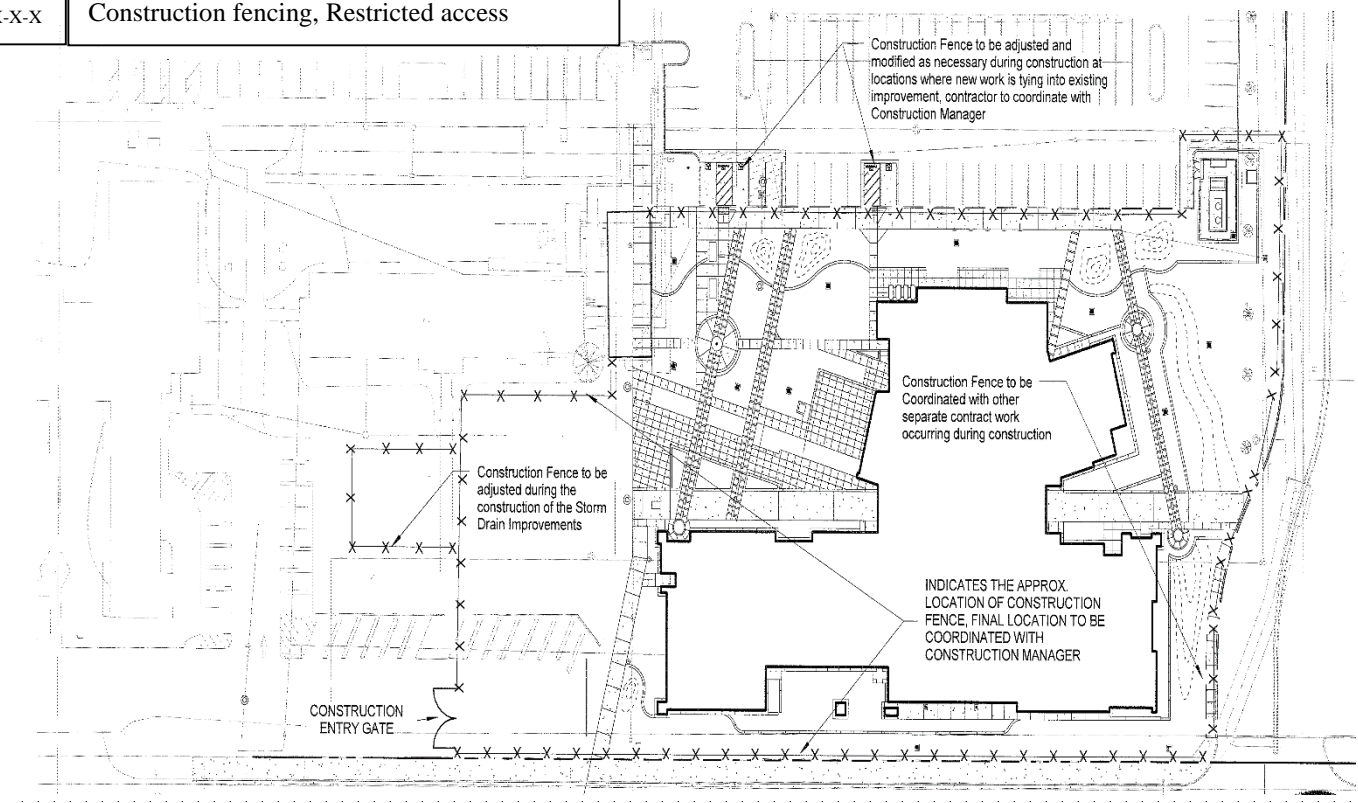 X-X-X
Construction fencing, Restricted access
Construction Fence to be adjusted and
modified as necessary during construction at
locations where new work is tying into existing
improvement, contractor to coordinate with
Construction Manager
Construction Fence to be
Coordinated with other
separate contract work
occurring during construction
Construction Fence to be
adjusted during the
construction of the Storm
Drain Improvements
INDICATES THE APPROX.
LOCATION OF CONSTRUCTION
FENCE, FINAL LOCATION TO BE
COORDINATED WITH
CONSTRUCTION MANAGER
CONSTRUCTION
ENTRY GATE